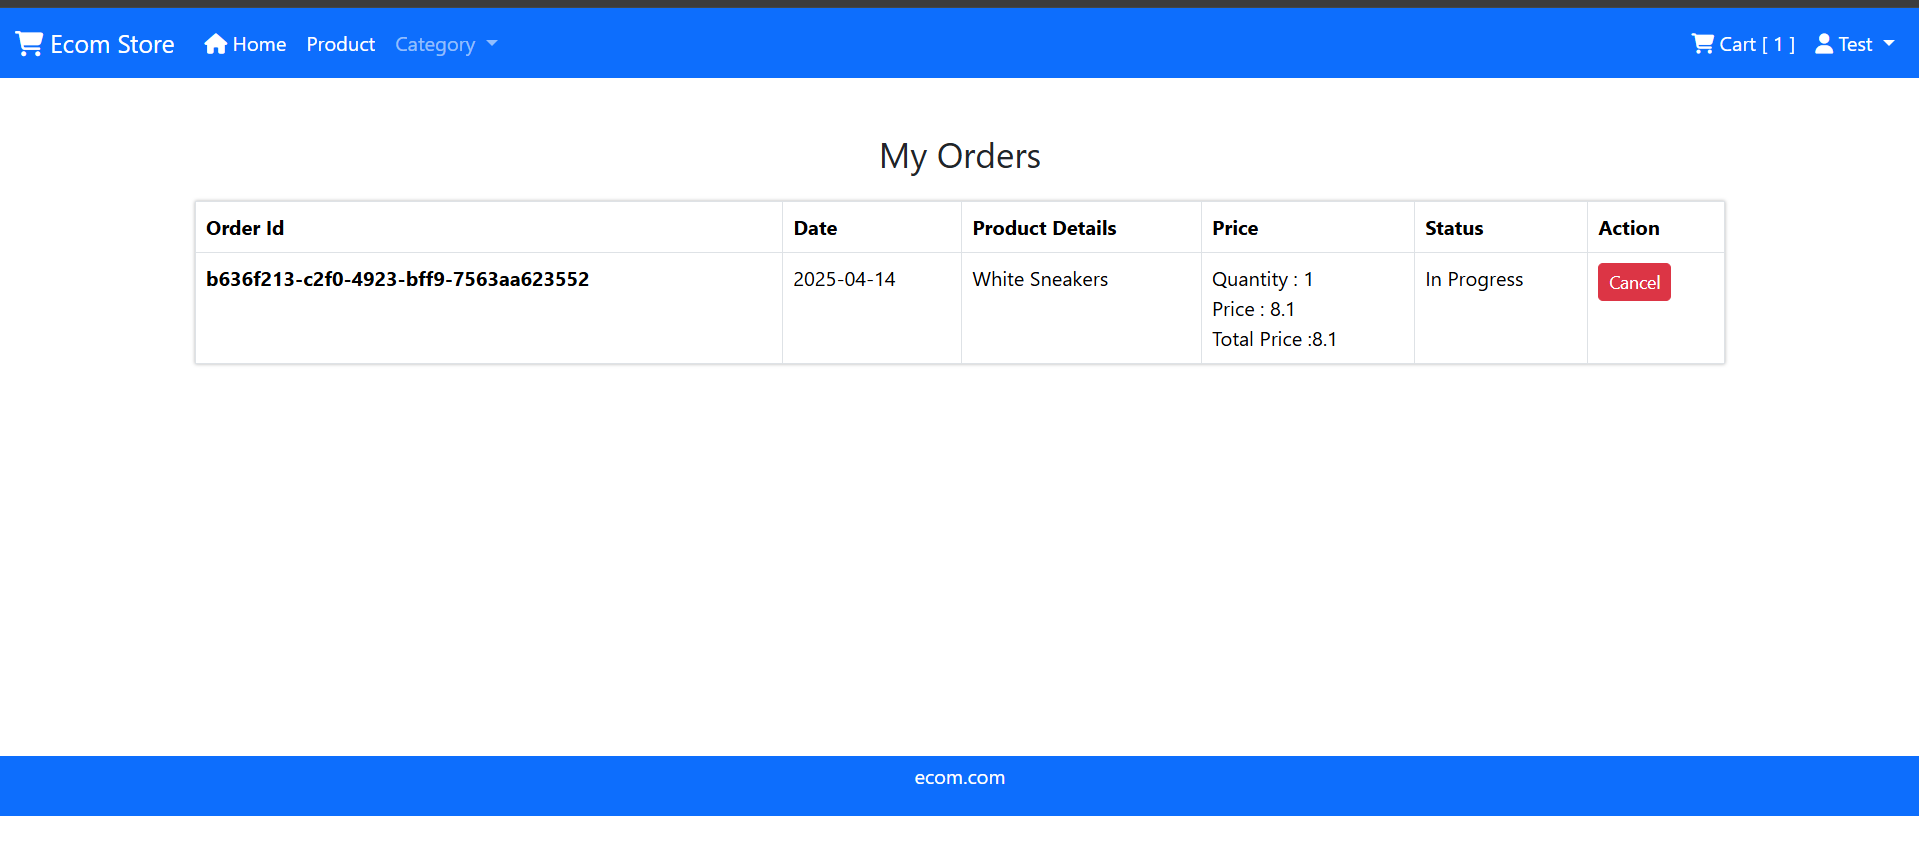 Ecom Store Home Product Category Cart [ 1 ] Test
My Orders
Order Id Date Product Details Price Status Action
b636f213-c2f0-4923-bff9-7563aa623552 2025-04-14 White Sneakers Quantity : 1 In Progress Cancel
Price : 8.1
Total Price :8.1
ecom.com